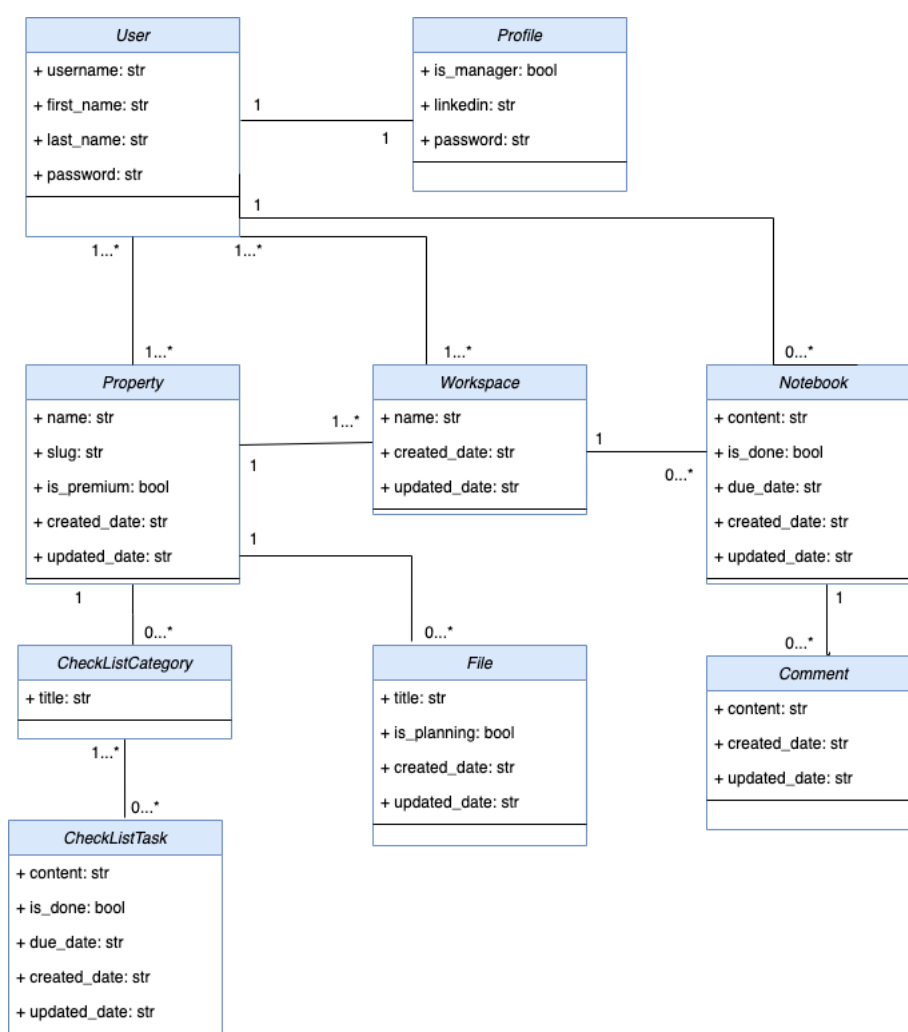 User
+ username: str
+ first_name: str
+ last_name: str
+ password: str
Profile
+ is_manager: bool
+ linkedin: str
+ password: str
1
1
1
1...*
1...*
1...*
1...*
0...*
Property
+ name: str
+ slug: str
+ is_premium: bool
+ created_date: str
+ updated_date: str
1...*
1
Workspace
+ name: str
+ created_date: str
+ updated_date: str
1
0...*
Notebook
+ content: str
+ is_done: bool
+ due_date: str
+ created_date: str
+ updated_date: str
1
1
1
0...*
0...*
0...*
CheckListCategory
+ title: str
File
+ title: str
+ is_planning: bool
+ created_date: str
+ updated_date: str
Comment
+ content: str
+ created_date: str
+ updated_date: str
1...*
0...*
CheckListTask
+ content: str
+ is_done: bool
+ due_date: str
+ created_date: str
+ updated_date: str